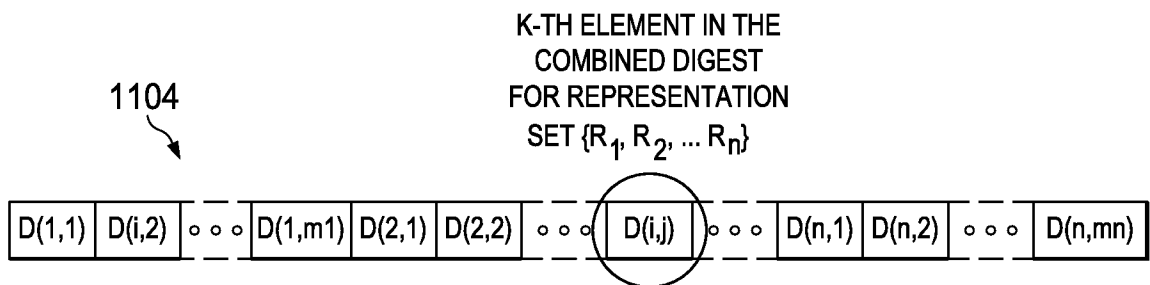 K-TH ELEMENT IN THE
COMBINED DIGEST
FOR REPRESENTATION
SET {R1, R2, ... Rn}
1104
D(1,1) D(i,2) ∘∘∘ D(1,m1) D(2,1) D(2,2) ∘∘∘ D(i,j) ∘∘∘ D(n,1) D(n,2) ∘∘∘ D(n,mn)